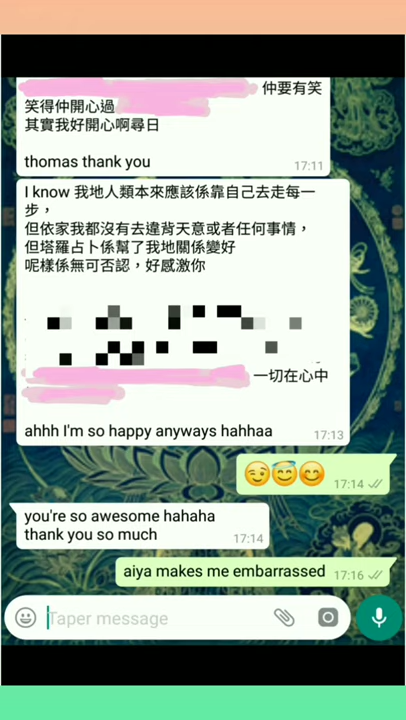 仲要有笑
笑得仲開心過
其實我好開心啊尋日
thomas thank you
17:11
I know 我地人類本來應該係靠自己去走每一
步，
但依家我都沒有去違背天意或者任何事情，
但塔羅占卜係幫了我地關係變好
呢樣係無可否認，好感激你
一切在心中
ahhh I'm so happy anyways hahhaa
17:13
17:14
you're so awesome hahaha
thank you so much
17:14
aiya makes me embarrassed
17:16
Taper message